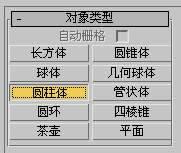 - 对象类型
自动栅格
长方体 圆锥体
球体 几何球体
圆柱体 管状体
圆环 四棱锥
茶壶 平面